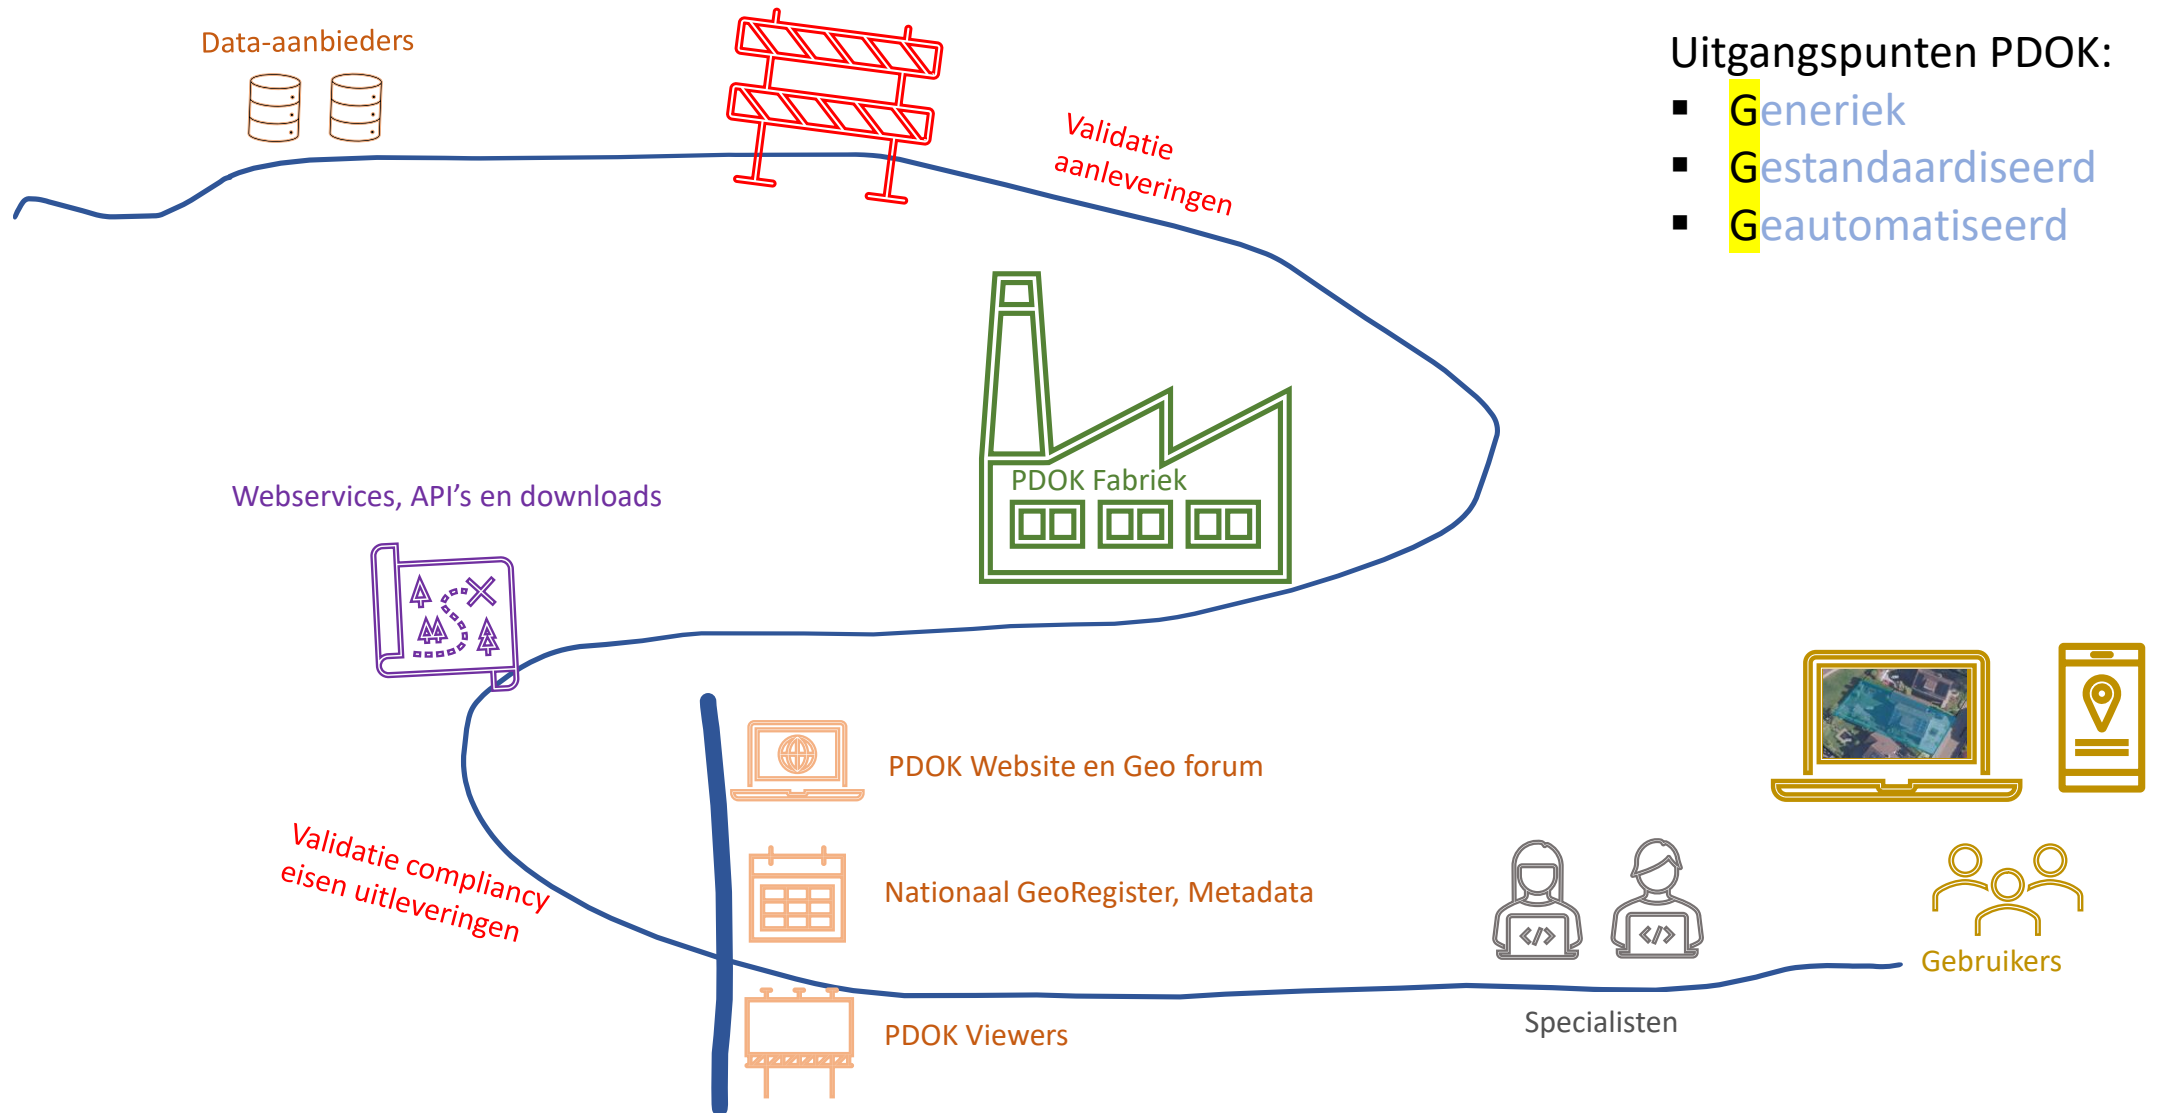 Data-aanbieders
Uitgangspunten PDOK:
▪ Generiek
▪ Gestandaardiseerd
▪ Geautomatiseerd
Validatie
aanleveringen
PDOK Fabriek
Webservices, API’s en downloads
PDOK Website en Geo forum
Validatie compliancy
eisen uitleveringen
Nationaal GeoRegister, Metadata
</>
</>
Gebruikers
Specialisten
PDOK Viewers